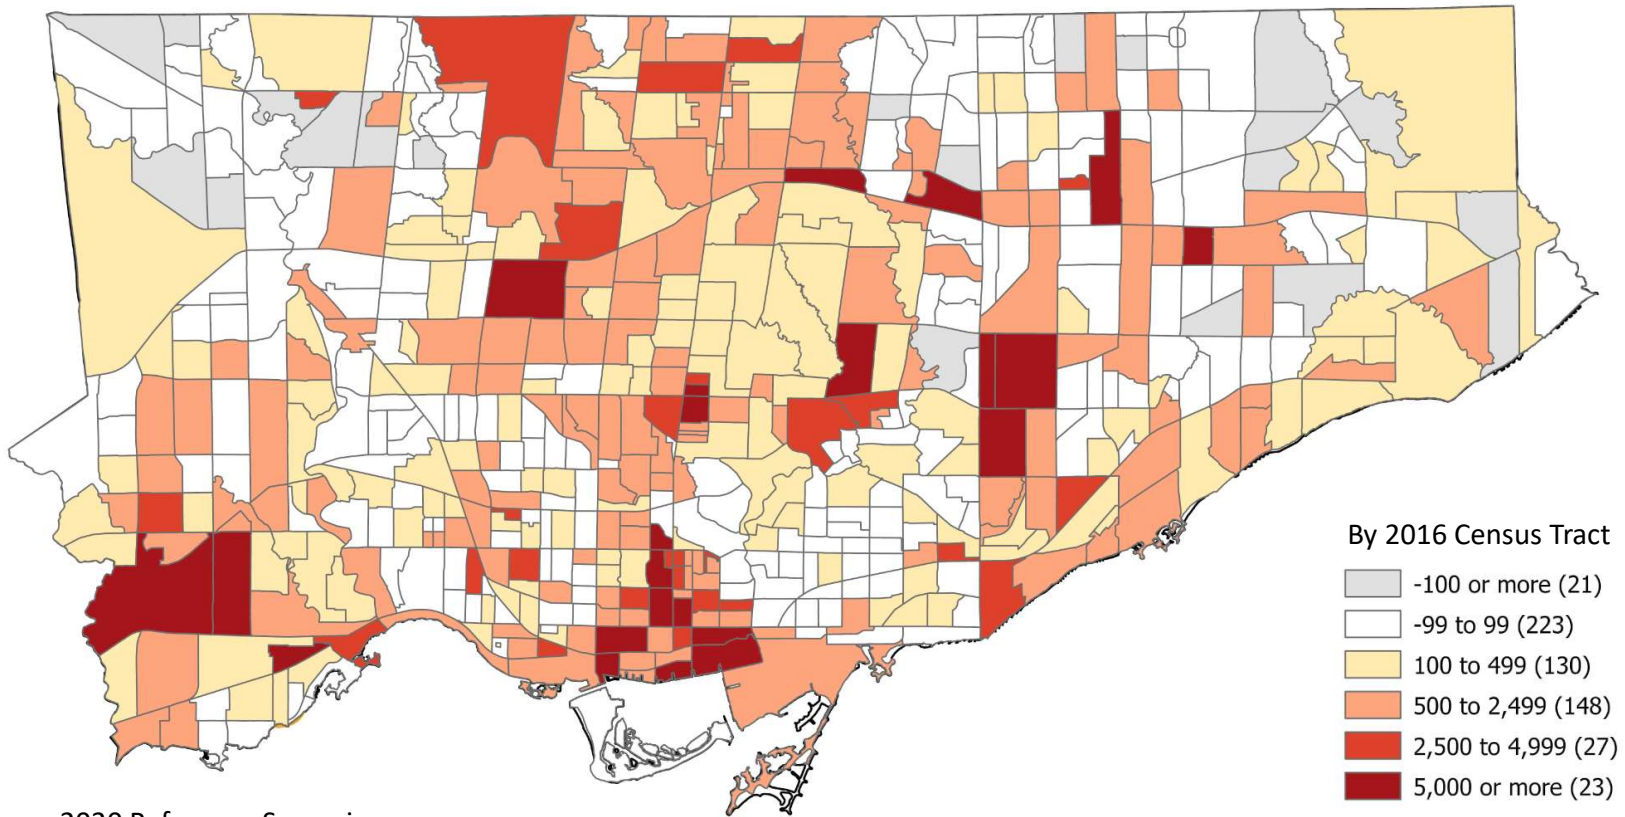 By 2016 Census Tract
-100 or more (21)
-99 to 99 (223)
100 to 499 (130)
500 to 2,499 (148)
2,500 to 4,999 (27)
5,000 or more (23)